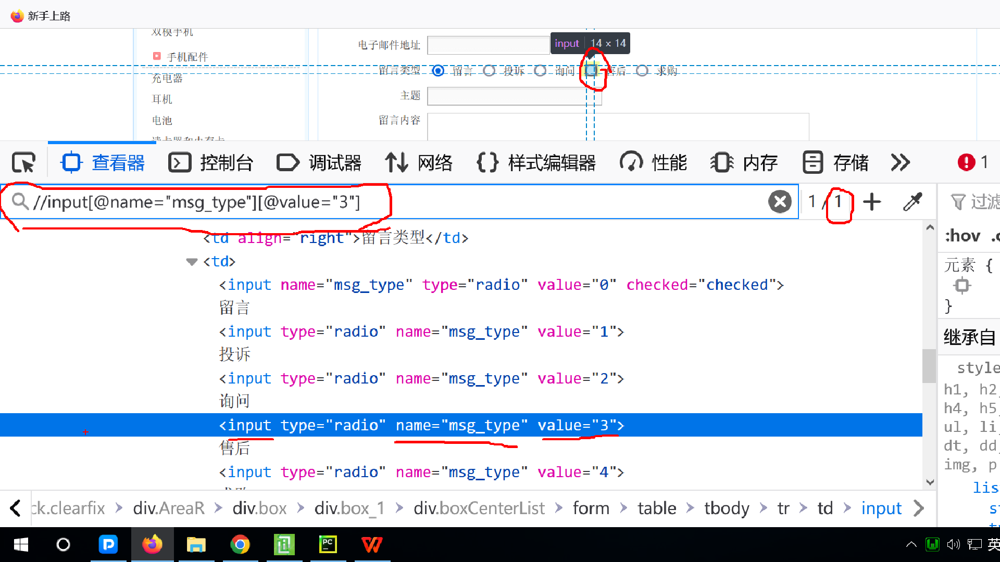 新手上路
双模手机
手机配件
充电器
耳机
电池
电子邮件地址
input 14 × 14
留言类型 留言 投诉 询问 售后 求购
主题
留言内容
查看器 控制台 调试器 网络 样式编辑器 性能 内存 存储 1
//input[@name="msg_type"][@value="3"] 1 / 1 过滤
:hov
<td align="right">留言类型</td>
<td>
<input name="msg_type" type="radio" value="0" checked="checked">
留言
<input type="radio" name="msg_type" value="1">
投诉
<input type="radio" name="msg_type" value="2">
询问
<input type="radio" name="msg_type" value="3">
售后
<input type="radio" name="msg_type" value="4">
元素 {
}
继承自
style
h1, h2
h4, h5
ul, li
dt, dd
img, p
lis
ck.clearfix div.AreaR div.box div.box_1 div.boxCenterList form table tbody tr td input
PC
英